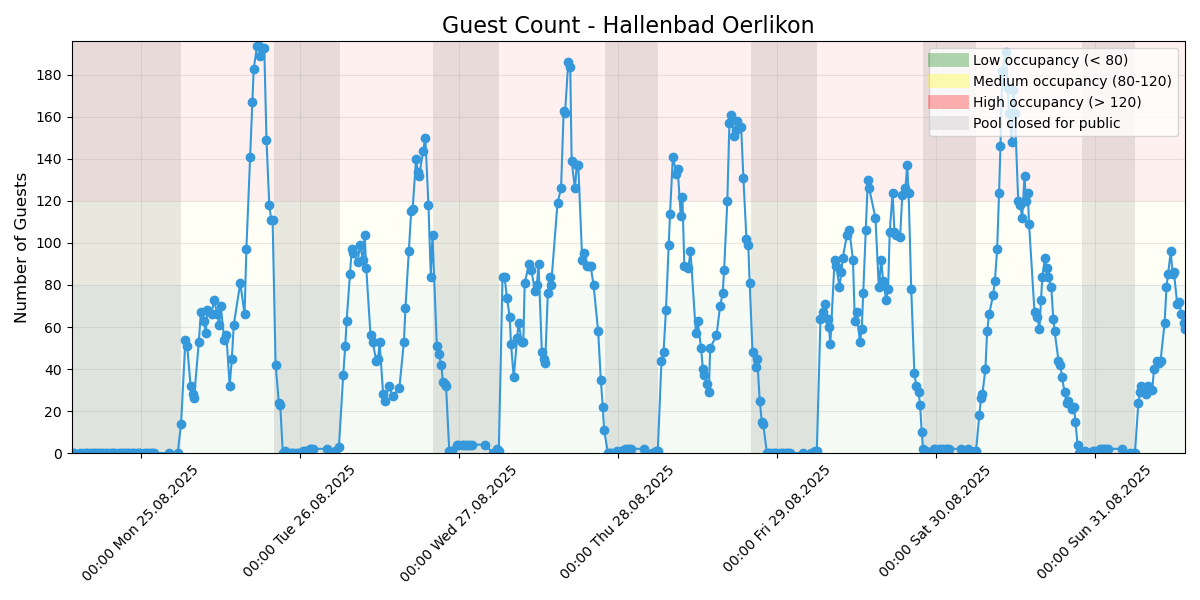 Guest Count - Hallenbad Oerlikon
Low occupancy (< 80)
Medium occupancy (80-120)
High occupancy (> 120)
Pool closed for public
Number of Guests
180
160
140
120
100
80
60
40
20
0
00:00 Mon 25.08.2025
00:00 Tue 26.08.2025
00:00 Wed 27.08.2025
00:00 Thu 28.08.2025
00:00 Fri 29.08.2025
00:00 Sat 30.08.2025
00:00 Sun 31.08.2025